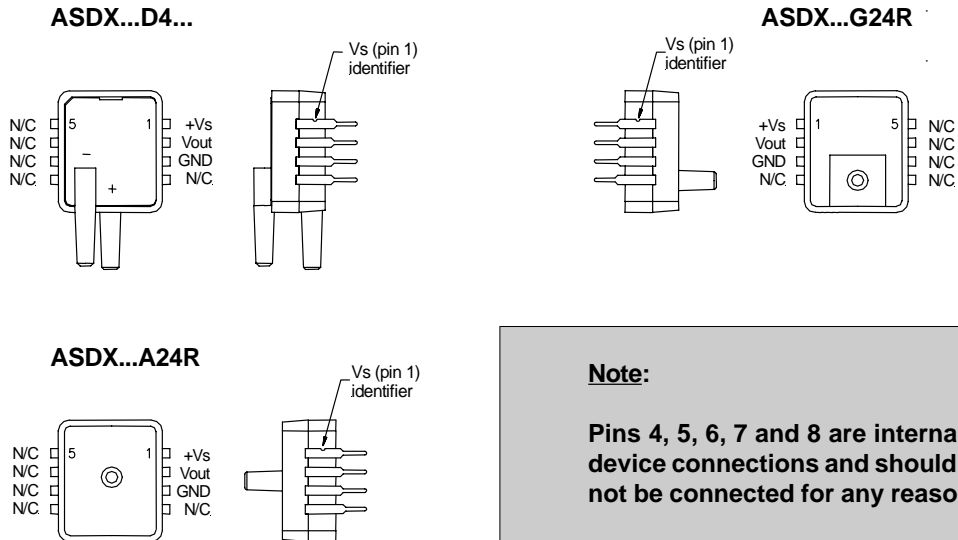 ASDX...D4...
Vs (pin 1)
identifier
N/C 5 1 +Vs
N/C Vout
N/C – GND
N/C + N/C
ASDX...G24R
Vs (pin 1)
identifier
+Vs 1 5 N/C
Vout N/C
GND N/C
N/C N/C
ASDX...A24R
Vs (pin 1)
identifier
N/C 5 1 +Vs
N/C Vout
N/C GND
N/C N/C
Note:
Pins 4, 5, 6, 7 and 8 are interna
device connections and should
not be connected for any reaso